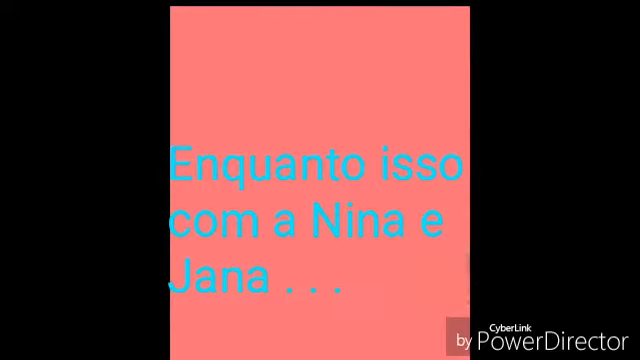 Enquanto isso
com a Nina e
Jana . . .
CyberLink
by PowerDirector